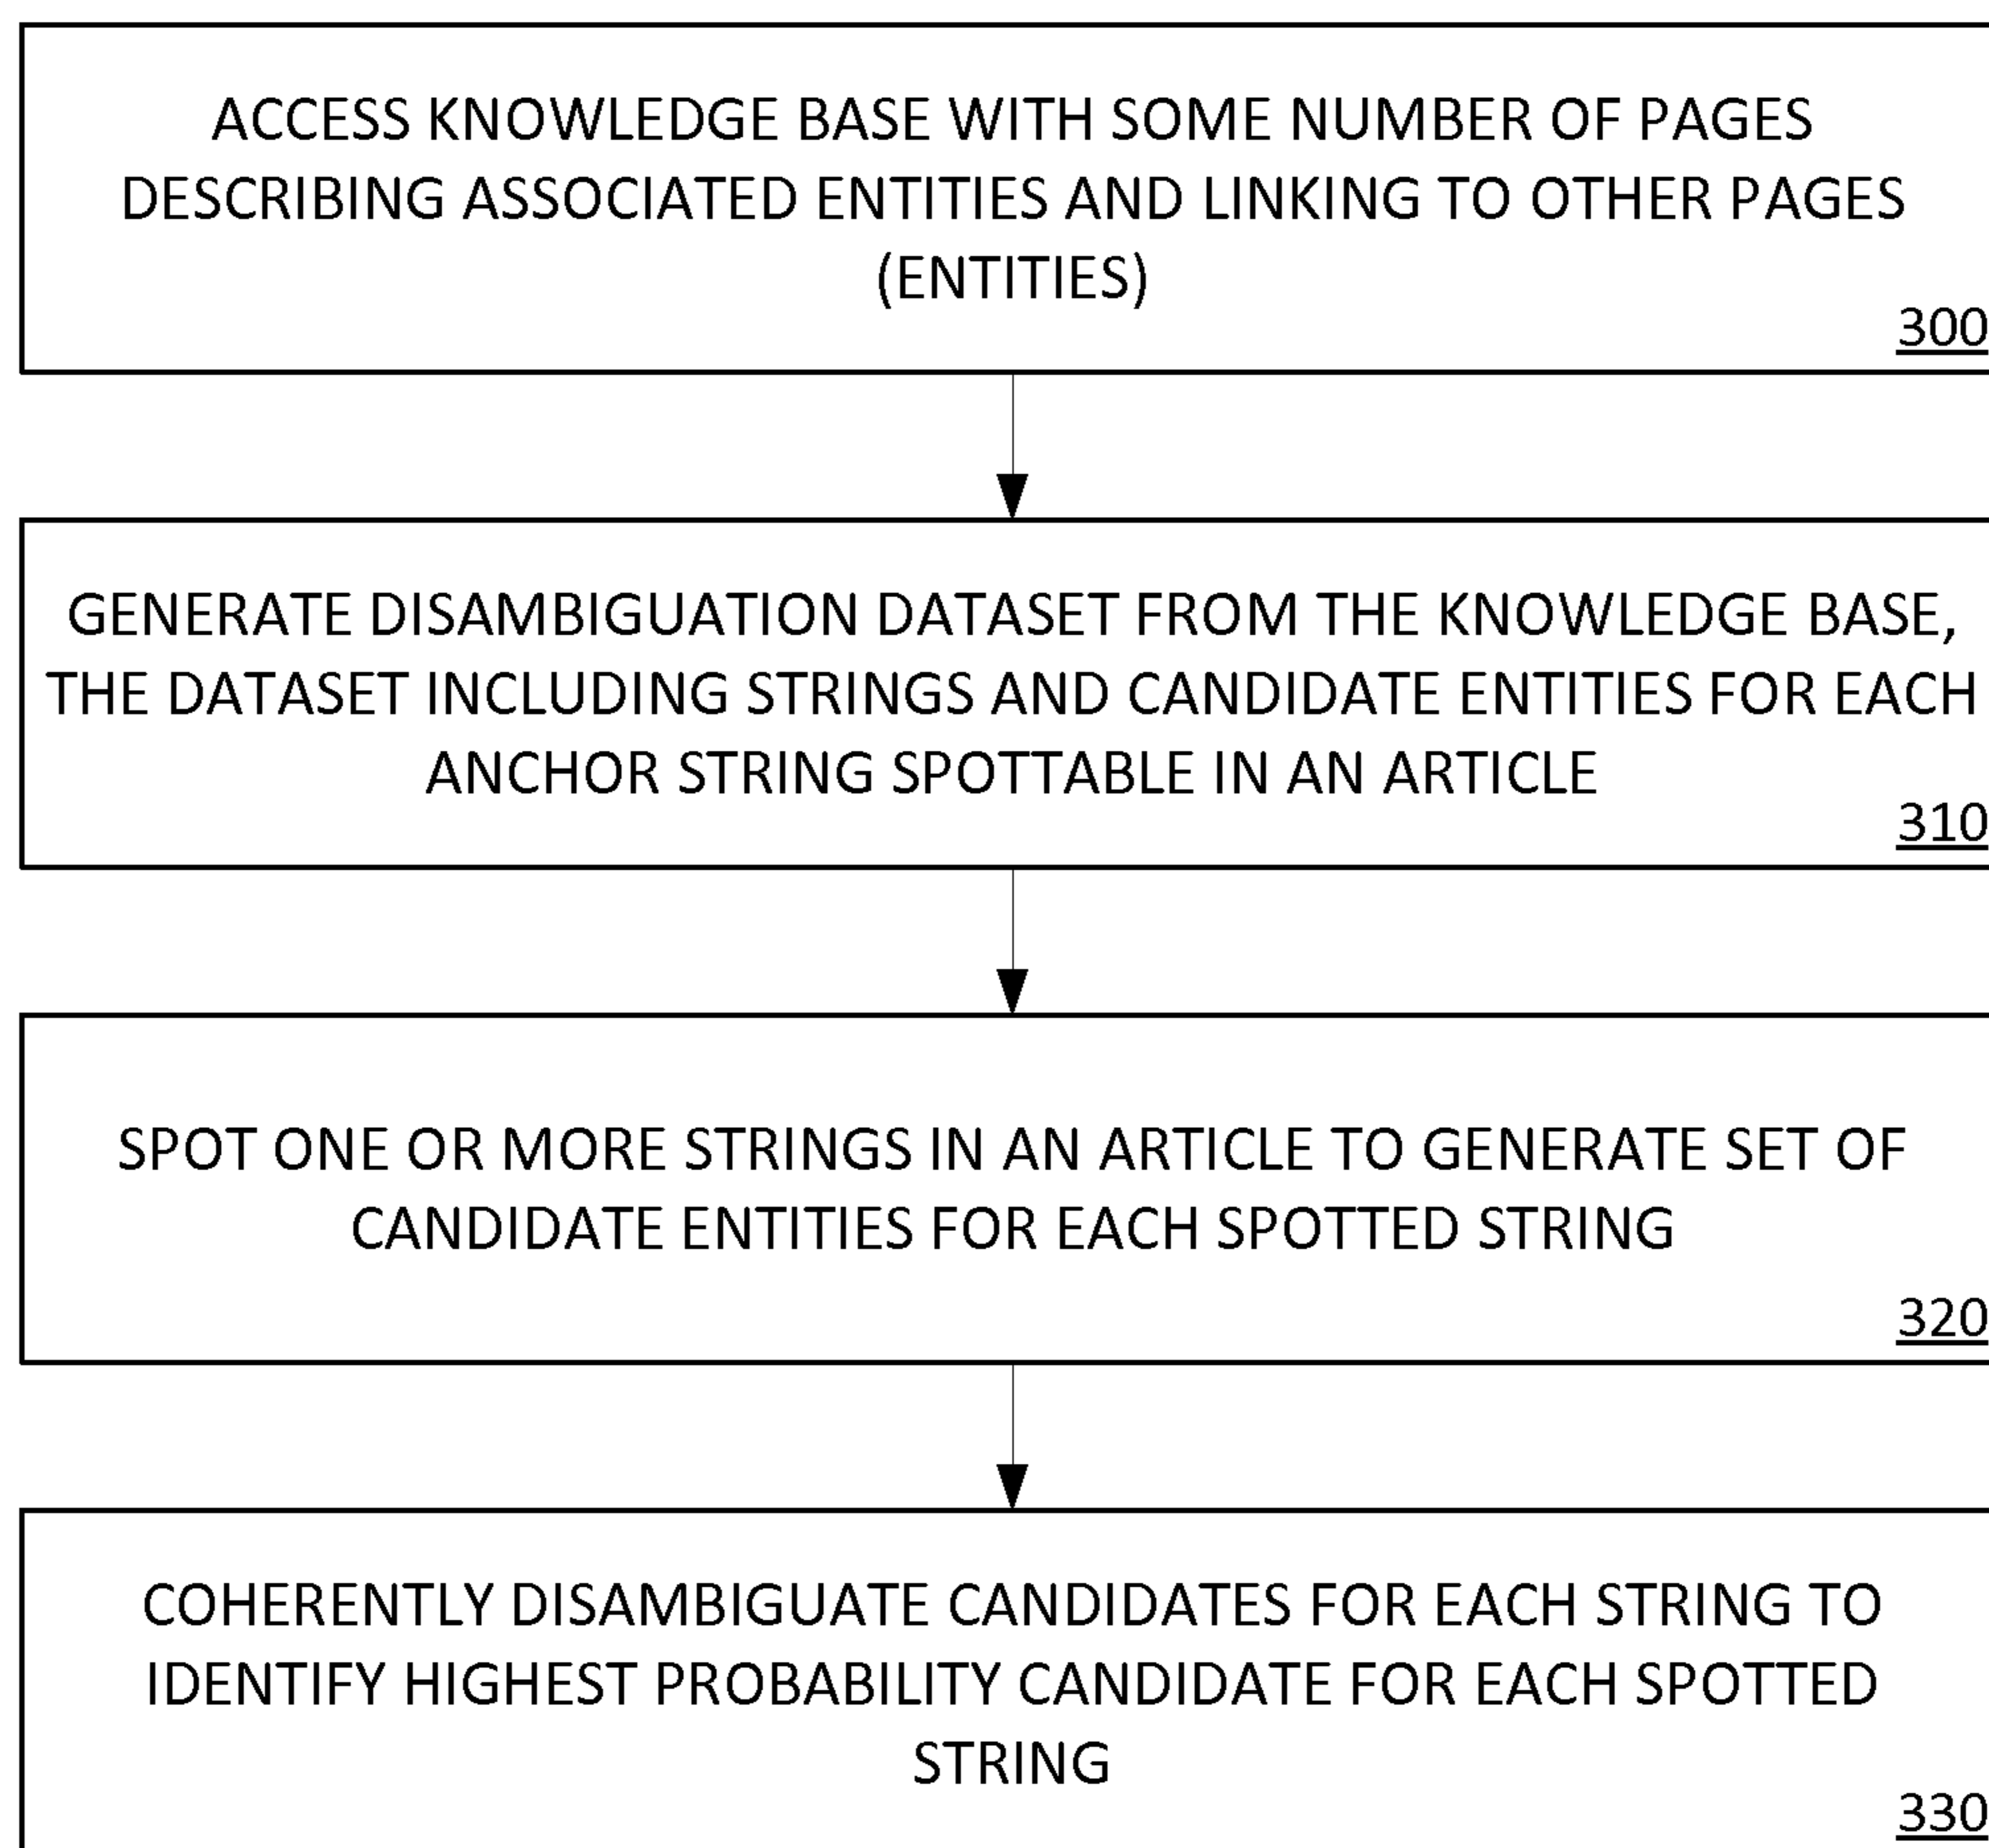 ACCESS KNOWLEDGE BASE WITH SOME NUMBER OF PAGES
DESCRIBING ASSOCIATED ENTITIES AND LINKING TO OTHER PAGES
(ENTITIES)
300
GENERATE DISAMBIGUATION DATASET FROM THE KNOWLEDGE BASE,
THE DATASET INCLUDING STRINGS AND CANDIDATE ENTITIES FOR EACH
ANCHOR STRING SPOTTABLE IN AN ARTICLE
310
SPOT ONE OR MORE STRINGS IN AN ARTICLE TO GENERATE SET OF
CANDIDATE ENTITIES FOR EACH SPOTTED STRING
320
COHERENTLY DISAMBIGUATE CANDIDATES FOR EACH STRING TO
IDENTIFY HIGHEST PROBABILITY CANDIDATE FOR EACH SPOTTED
STRING
330